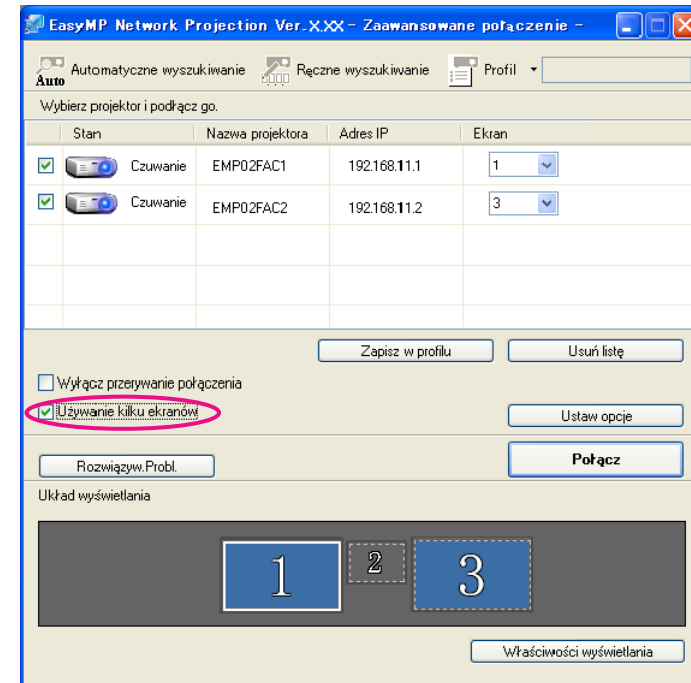 EasyMP Network Projection Ver.X.XX - Zaawansowane połączenie -
Auto Automatyczne wyszukiwanie Ręczne wyszukiwanie Profil
Wybierz projektor i podłącz go.
Stan Nazwa projektora Adres IP Ekran
Czuwanie EMP02FAC1 192.168.11.1 1
Czuwanie EMP02FAC2 192.168.11.2 3
Zapisz w profilu Usuń listę
Wyłącz przerywanie połączenia
Używanie kilku ekranów
Ustaw opcje
Rozwiązyw.Probl. Połącz
Układ wyświetlania
1 2 3
Właściwości wyświetlania